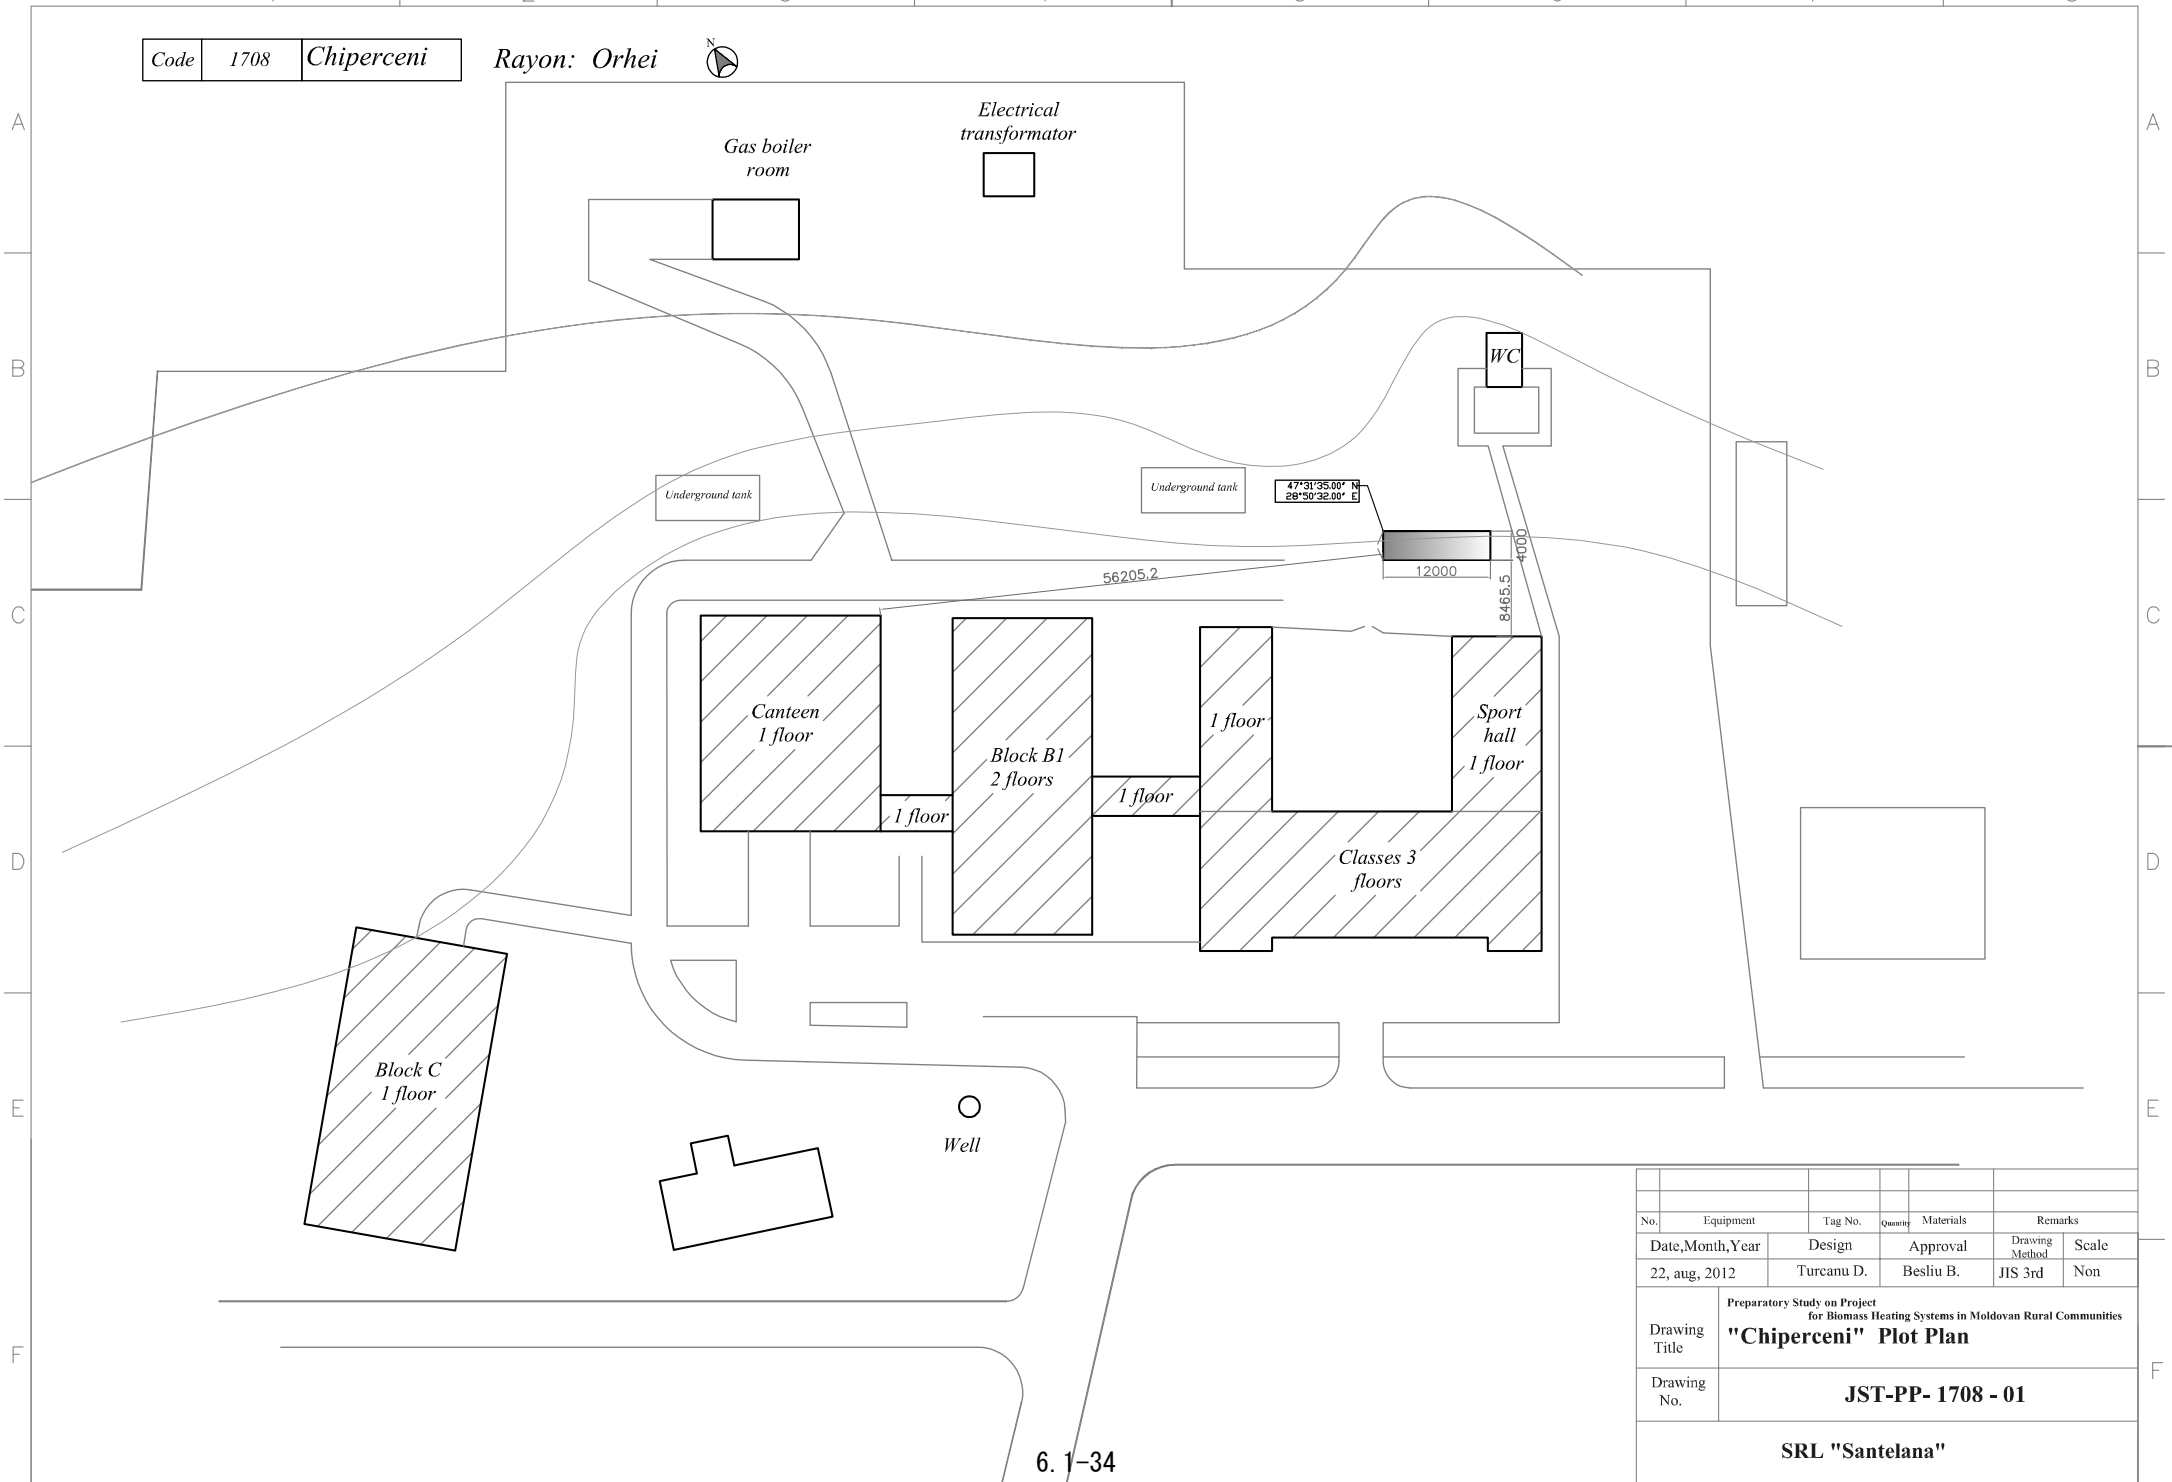 Code 1708 Chiperceni Rayon: Orhei N
Electrical
transformator
Gas boiler
room
A A
WC
B B
Underground tank
Underground tank
47°31'35.00" N
28°50'32.00" E
4000
12000
56205.2
8465.5
C C
Canteen
1 floor
1 floor
Block B1
2 floors
1 floor
1 floor
Sport
hall
1 floor
Classes 3
floors
D D
Block C
1 floor
E E
Well
No. Equipment Tag No. Quantity Materials Remarks
Date,Month,Year Design Approval Drawing Method Scale
22, aug, 2012 Turcanu D. Besliu B. JIS 3rd Non
Drawing
Title
Preparatory Study on Project
for Biomass Heating Systems in Moldovan Rural Communities
"Chiperceni" Plot Plan
F F
Drawing
No.
JST-PP- 1708 - 01
SRL "Santelana"
6. 1-34